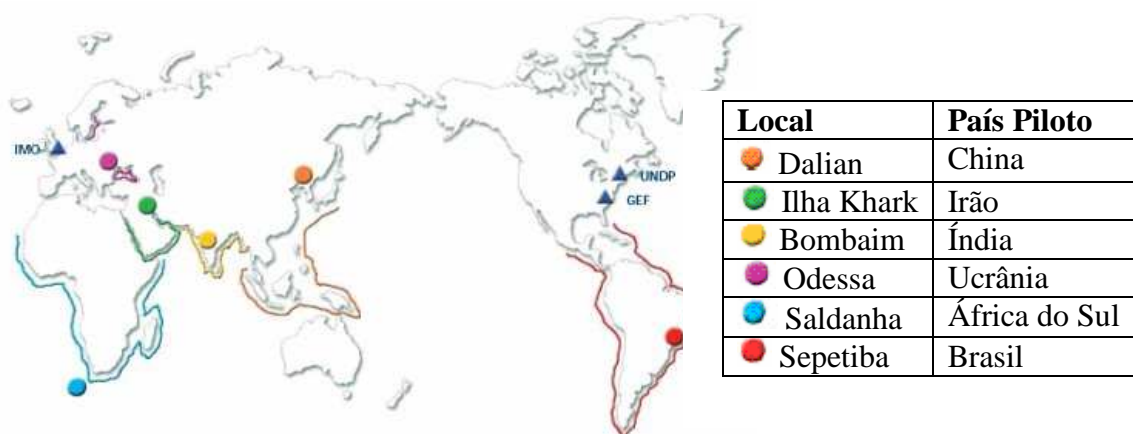 IMO
UNDP
GEF
Local País Piloto
Dalian China
Ilha Khark Irão
Bombaim Índia
Odessa Ucrânia
Saldanha África do Sul
Sepetiba Brasil